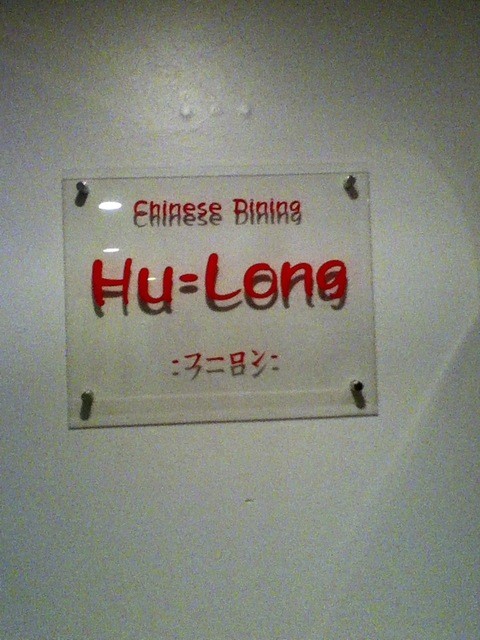 Chinese Dining
Hu=Long
-フーロン-